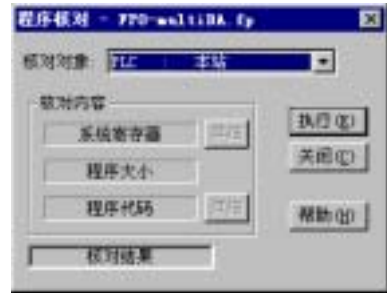 程序核对 - FP0-multiDA.fp
核对对象 PLC : 本站
核对内容
系统寄存器
程序大小
程序代码
核对结果
执行(E)
关闭(C)
帮助(H)